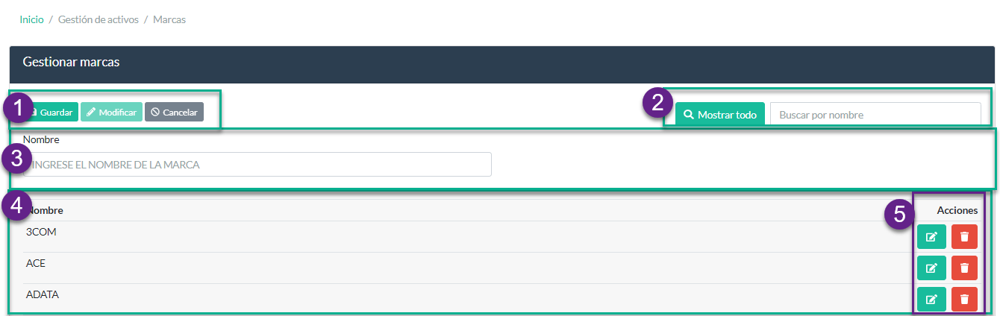 Inicio / Gestión de activos / Marcas
Gestionar marcas
1
Guardar Modificar Cancelar
2
Mostrar todo Buscar por nombre
Nombre
3
INGRESE EL NOMBRE DE LA MARCA
4
Nombre
5
Acciones
3COM
ACE
ADATA